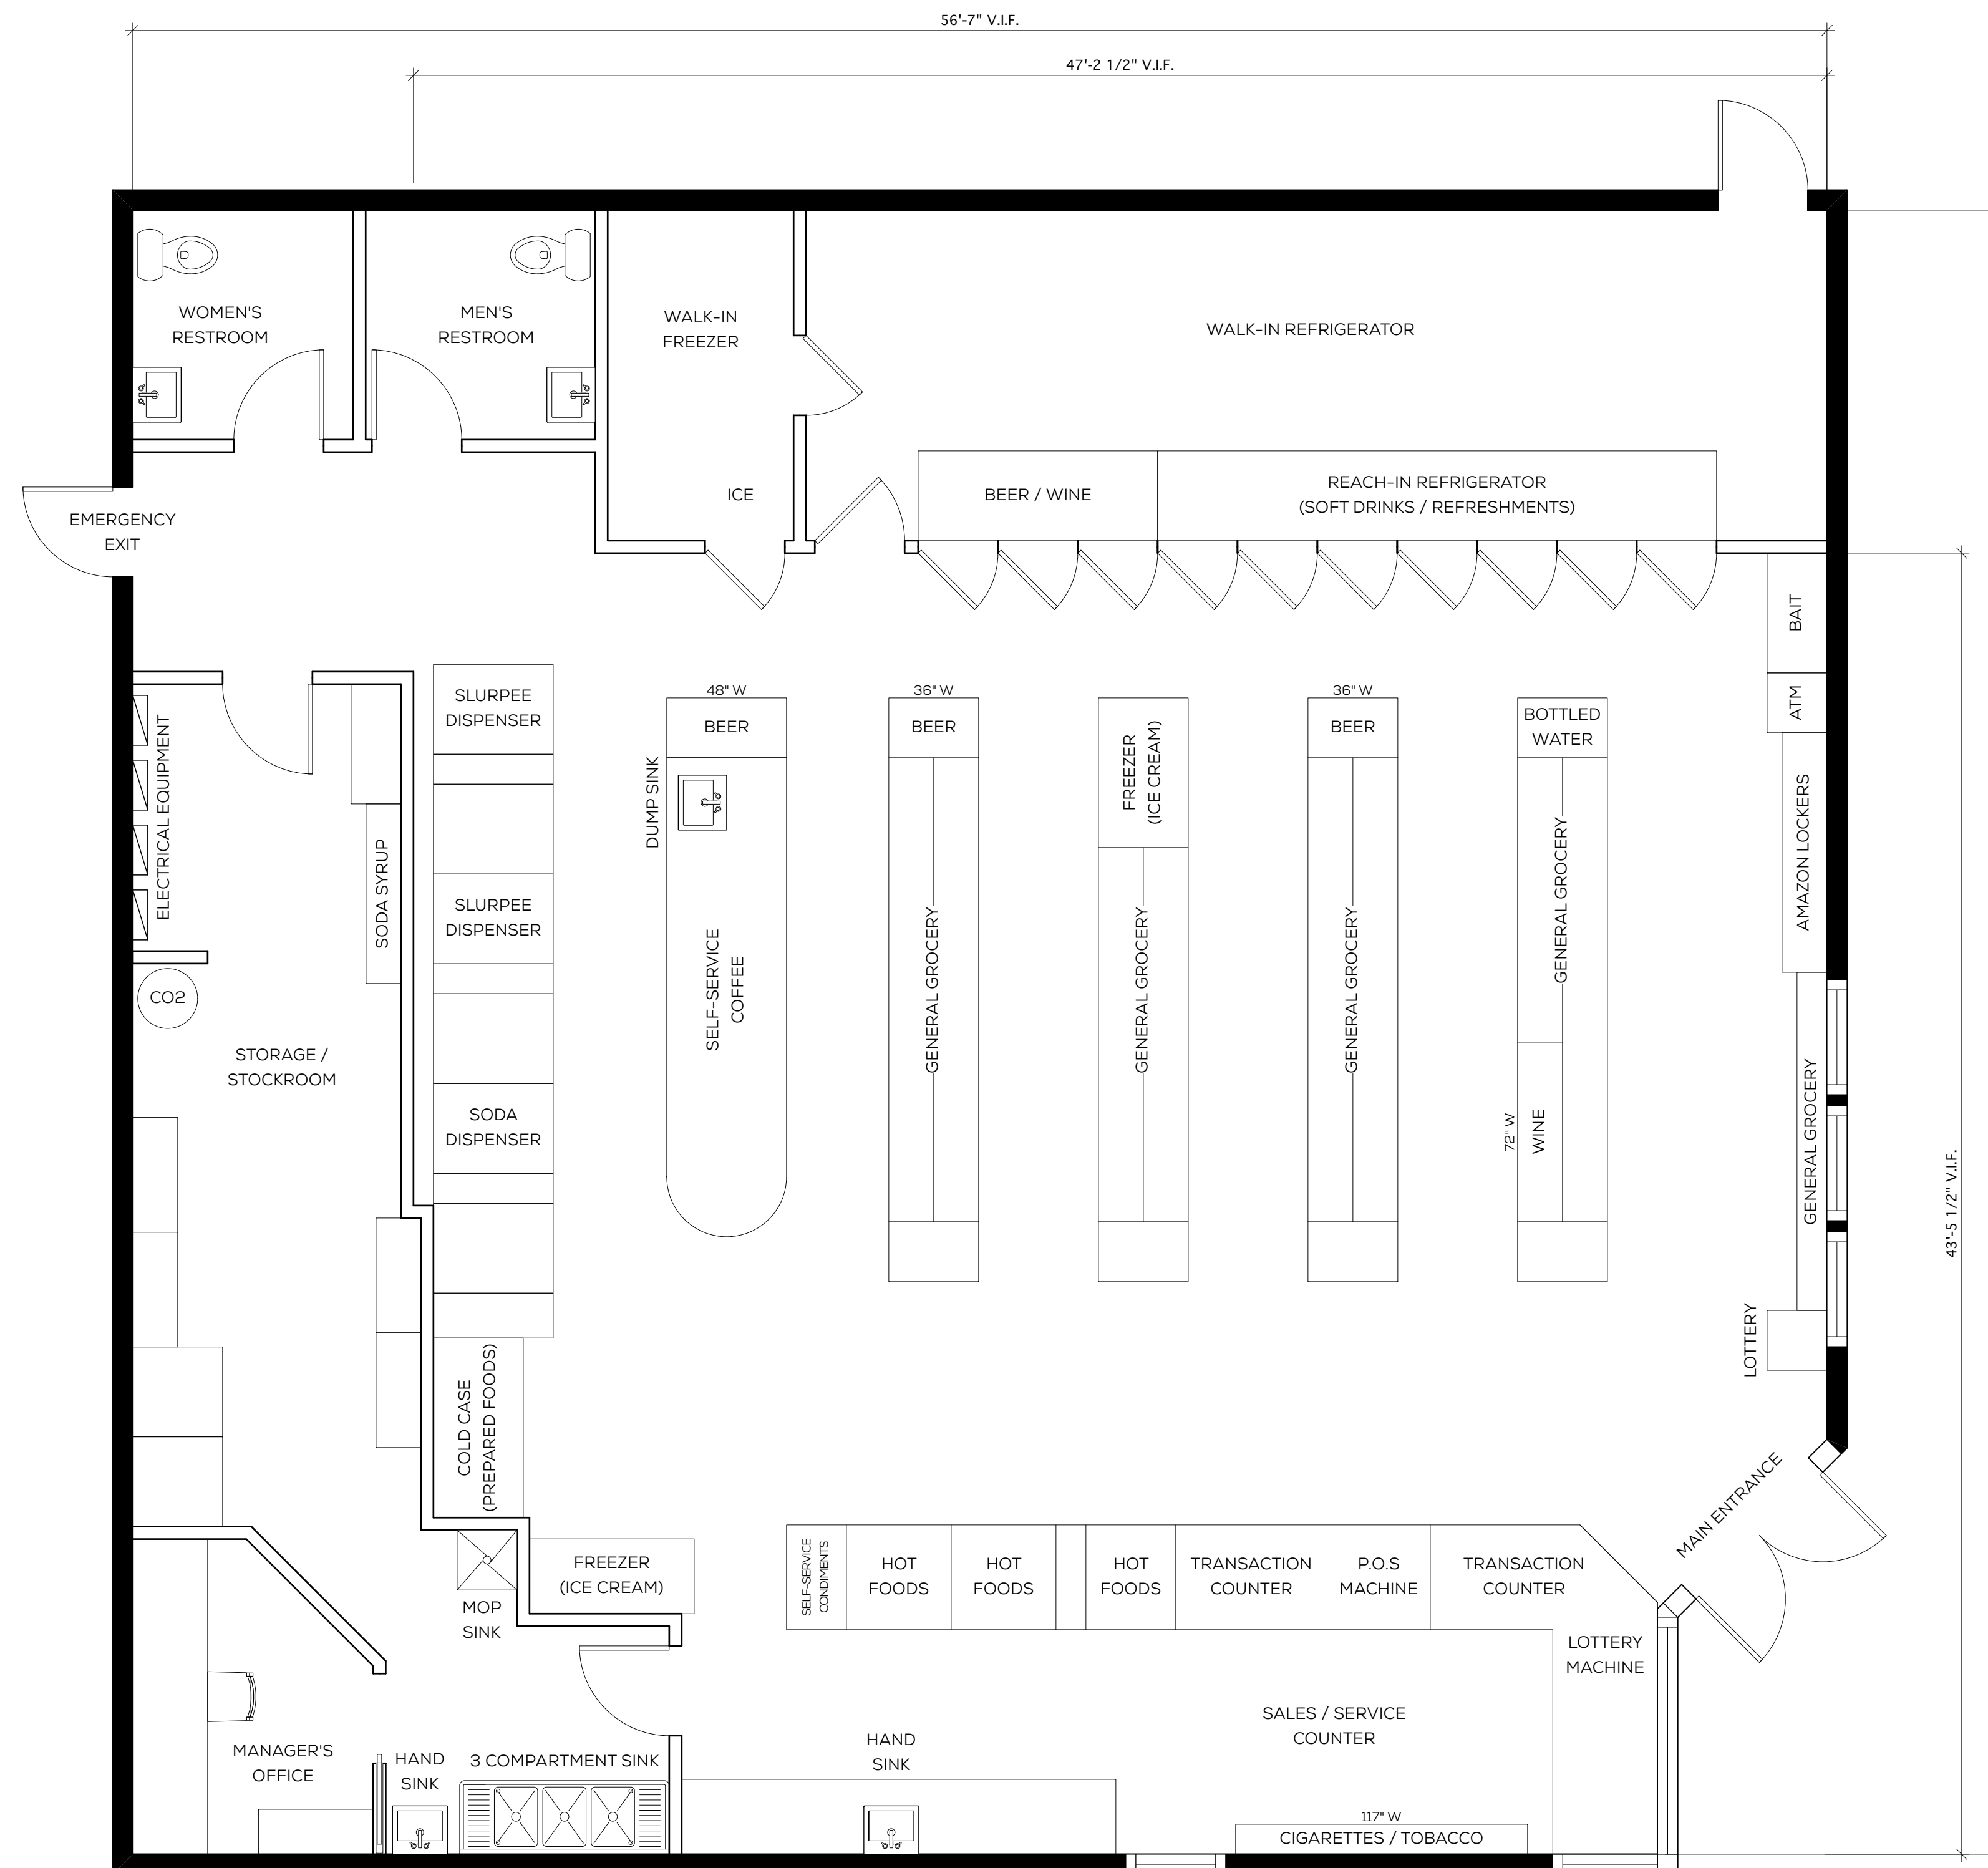 56'-7" V.I.F.
47'-2 1/2" V.I.F.
WOMEN'S
RESTROOM
MEN'S
RESTROOM
WALK-IN
FREEZER
WALK-IN REFRIGERATOR
ICE
BEER / WINE
REACH-IN REFRIGERATOR
(SOFT DRINKS / REFRESHMENTS)
EMERGENCY
EXIT
BAIT
ATM
SLURPEE
DISPENSER
48" W
BEER
36" W
BEER
FREEZER
(ICE CREAM)
36" W
BEER
BOTTLED
WATER
ELECTRICAL EQUIPMENT
DUMP SINK
SODA SYRUP
SLURPEE
DISPENSER
SELF-SERVICE
COFFEE
GENERAL GROCERY
GENERAL GROCERY
GENERAL GROCERY
GENERAL GROCERY
AMAZON LOCKERS
CO2
STORAGE /
STOCKROOM
SODA
DISPENSER
72" W
WINE
GENERAL GROCERY
43'-5 1/2" V.I.F.
LOTTERY
COLD CASE
(PREPARED FOODS)
MAIN ENTRANCE
FREEZER
(ICE CREAM)
SELF-SERVICE
CONDIMENTS
HOT
FOODS
HOT
FOODS
HOT
FOODS
TRANSACTION
COUNTER
P.O.S
MACHINE
TRANSACTION
COUNTER
MOP
SINK
LOTTERY
MACHINE
SALES / SERVICE
COUNTER
MANAGER'S
OFFICE
HAND
SINK
3 COMPARTMENT SINK
HAND
SINK
117" W
CIGARETTES / TOBACCO